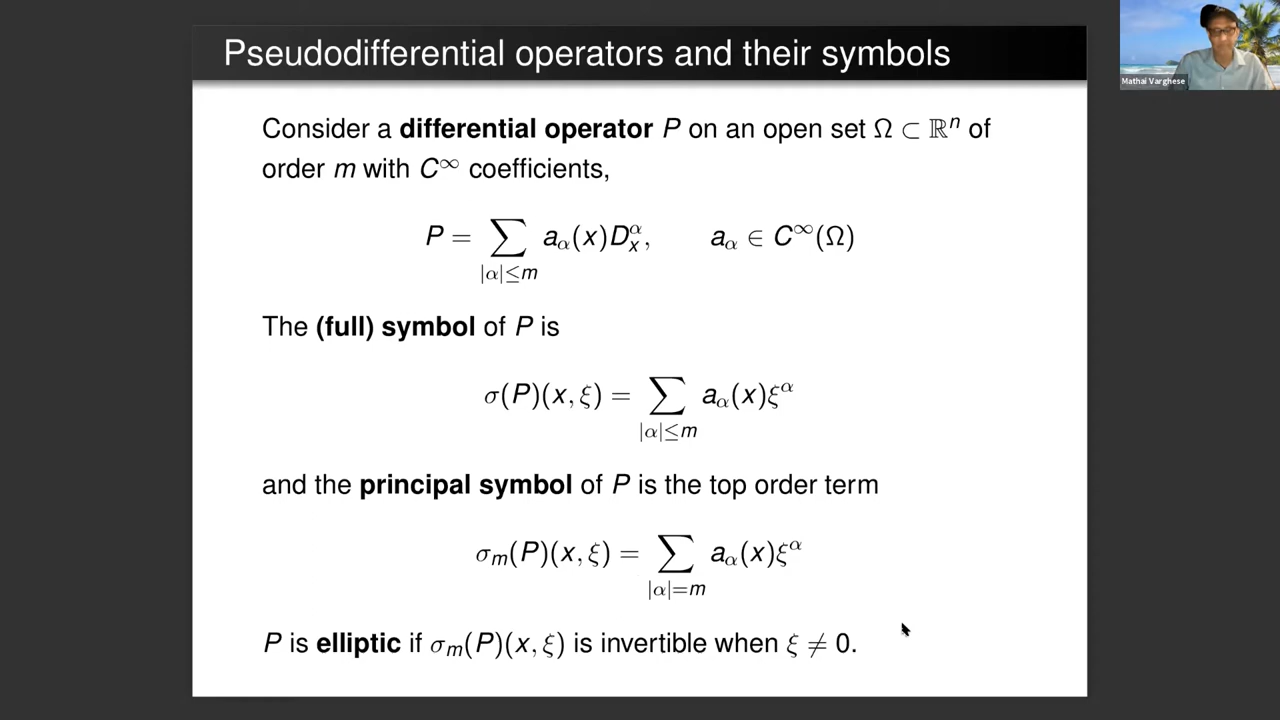 Pseudodifferential operators and their symbols
Mathai Varghese
Consider a differential operator P on an open set Ω ⊂ ℝⁿ of
order m with C^∞ coefficients,
P = ∑_{|α|≤m} a_α(x)D_x^α, a_α ∈ C^∞(Ω)
The (full) symbol of P is
σ(P)(x, ξ) = ∑_{|α|≤m} a_α(x)ξ^α
and the principal symbol of P is the top order term
σ_m(P)(x, ξ) = ∑_{|α|=m} a_α(x)ξ^α
P is elliptic if σ_m(P)(x, ξ) is invertible when ξ ≠ 0.